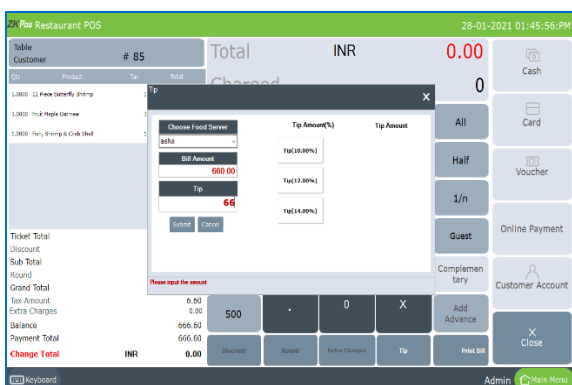 ZKPos Restaurant POS
28-01-2021 01:45:56:PM
Table
Customer
# 85
Qty Product Tax Total
1.0000 12 Piece Butterfly Shrimp
1.0000 Fruit Maple Oatmeal
1.0000 Fish, Shrimp & Crab Shell
Ticket Total
Discount
Sub Total
Round
Grand Total
Tax Amount 6.60
Extra Charges 0.00
Balance 666.60
Payment Total 666.60
Change Total INR 0.00
Total INR 0.00
Charged 0
Tip
X
Choose Food Server
asha
Bill Amount
660.00
Tip
66
Submit Cancel
Tip Amount(%) Tip Amount
Tip(10.00%)
Tip(12.00%)
Tip(14.00%)
Please input the amount
All
Half
1/n
Guest
Complemen
tary
Add
Advance
500 . 0 X
Discount Round Extra Charges Tip Print Bill
Cash
Card
Voucher
Online Payment
Customer Account
X
Close
Keyboard
Admin
Main Menu